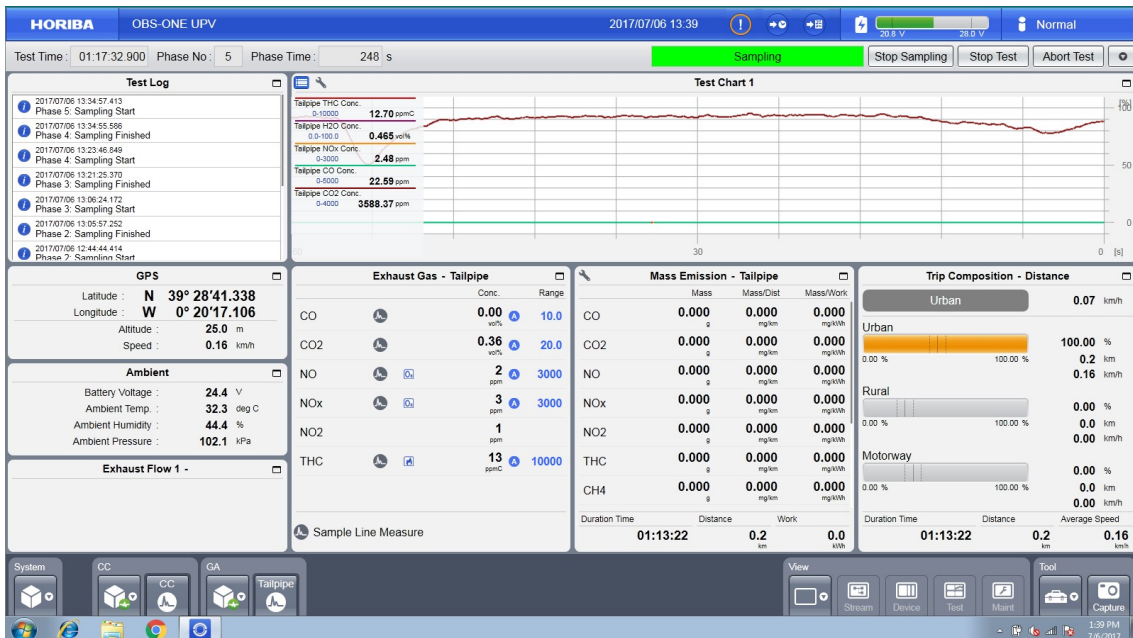 HORIBA OBS-ONE UPV 2017/07/06 13:39 20.8 V 28.0 V Normal
Test Time : 01:17:32.900 Phase No : 5 Phase Time : 248 s Sampling Stop Sampling Stop Test Abort Test
Test Log
2017/07/06 13:34:57.413
Phase 5: Sampling Start
2017/07/06 13:34:55.586
Phase 4: Sampling Finished
2017/07/06 13:23:46.849
Phase 4: Sampling Start
2017/07/06 13:21:25.370
Phase 3: Sampling Finished
2017/07/06 13:06:24.172
Phase 3: Sampling Start
2017/07/06 13:05:57.252
Phase 2: Sampling Finished
2017/07/06 12:44:44.414
Phase 2: Sampling Start
Test Chart 1
Tailpipe THC Conc.
0-10000 12.70 ppmC
Tailpipe H2O Conc.
0.0-100.0 0.465 vol%
Tailpipe NOx Conc.
0-3000 2.48 ppm
Tailpipe CO Conc.
0-5000 22.59 ppm
Tailpipe CO2 Conc.
0-4000 3588.37 ppm
[%]
100
50
0
60 30 0 [s]
GPS
Latitude : N 39° 28'41.338
Longitude : W 0° 20'17.106
Altitude : 25.0 m
Speed : 0.16 km/h
Ambient
Battery Voltage : 24.4 V
Ambient Temp. : 32.3 deg C
Ambient Humidity : 44.4 %
Ambient Pressure : 102.1 kPa
Exhaust Flow 1 -
Exhaust Gas - Tailpipe
Conc. Range
CO 0.00 vol% A 10.0
CO2 0.36 vol% A 20.0
NO O3 2 ppm A 3000
NOx O3 3 ppm A 3000
NO2 1 ppm
THC 13 ppmC A 10000
Sample Line Measure
Mass Emission - Tailpipe
Mass Mass/Dist Mass/Work
CO 0.000 g 0.000 mg/km 0.000 mg/kWh
CO2 0.000 g 0.000 mg/km 0.000 mg/kWh
NO 0.000 g 0.000 mg/km 0.000 mg/kWh
NOx 0.000 g 0.000 mg/km 0.000 mg/kWh
NO2 0.000 g 0.000 mg/km 0.000 mg/kWh
THC 0.000 g 0.000 mg/km 0.000 mg/kWh
CH4 0.000 g 0.000 mg/km 0.000 mg/kWh
Duration Time Distance Work
01:13:22 0.2 km 0.0 kWh
Trip Composition - Distance
Urban 0.07 km/h
Urban
100.00 %
0.00 % 100.00 % 0.2 km
0.16 km/h
Rural
0.00 %
0.00 % 100.00 % 0.0 km
0.00 km/h
Motorway
0.00 %
0.00 % 100.00 % 0.0 km
0.00 km/h
Duration Time Distance Average Speed
01:13:22 0.2 km 0.16 km/h
System CC GA View Tool
CC Tailpipe Stream Device Test Maint Capture
1:39 PM
7/6/2017